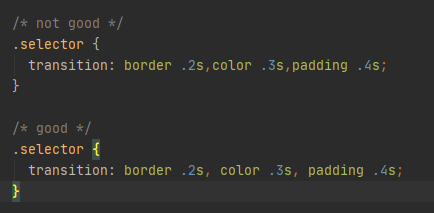 /* not good */
.selector {
  transition: border .2s,color .3s,padding .4s;
}

/* good */
.selector {
  transition: border .2s, color .3s, padding .4s;
}